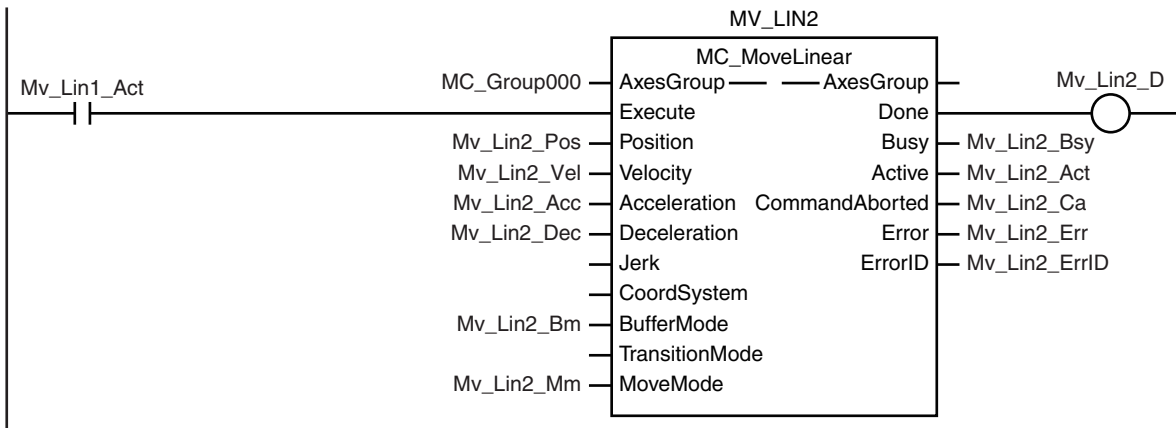 MV_LIN2
MC_MoveLinear
Mv_Lin1_Act
MC_Group000 AxesGroup AxesGroup Mv_Lin2_D
Execute Done
Mv_Lin2_Pos Position Busy Mv_Lin2_Bsy
Mv_Lin2_Vel Velocity Active Mv_Lin2_Act
Mv_Lin2_Acc Acceleration CommandAborted Mv_Lin2_Ca
Mv_Lin2_Dec Deceleration Error Mv_Lin2_Err
Jerk ErrorID Mv_Lin2_ErrID
CoordSystem
Mv_Lin2_Bm BufferMode
TransitionMode
Mv_Lin2_Mm MoveMode